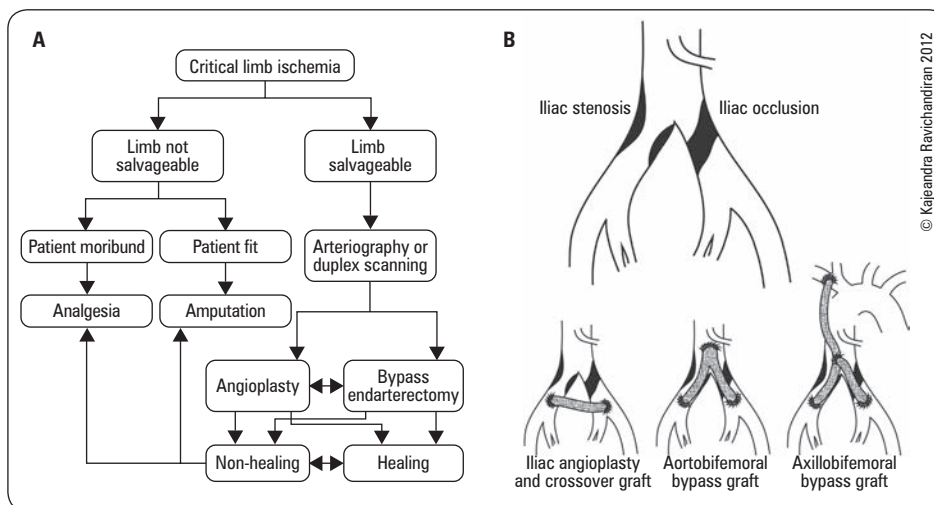 A
Critical limb ischemia
Limb not
salvageable
Limb
salvageable
Patient moribund
Patient fit
Arteriography or
duplex scanning
Analgesia
Amputation
Angioplasty
Bypass
endarterectomy
Non-healing
Healing
B
Iliac stenosis
Iliac occlusion
Iliac angioplasty
and crossover graft
Aortobifemoral
bypass graft
Axillobifemoral
bypass graft
© Kajeandra Ravichandiran 2012